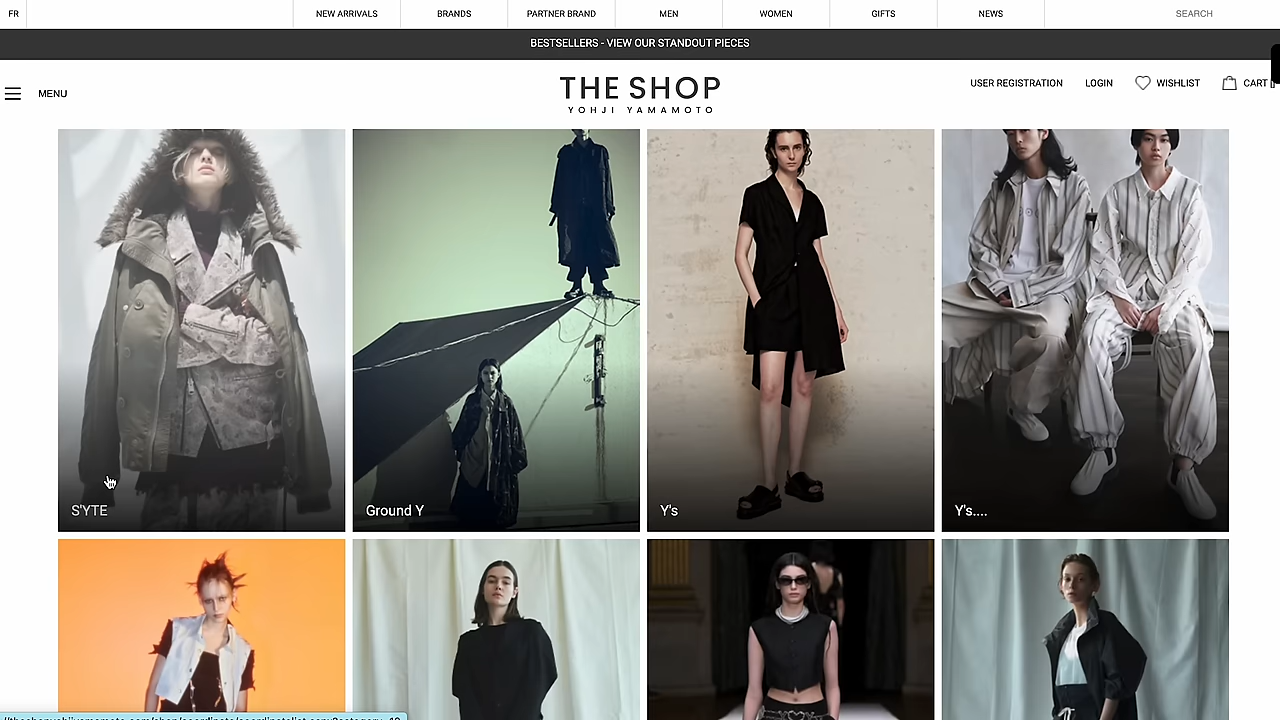 FR
NEW ARRIVALS
BRANDS
PARTNER BRAND
MEN
WOMEN
GIFTS
NEWS
SEARCH
BESTSELLERS - VIEW OUR STANDOUT PIECES
MENU
THE SHOP
YOHJI YAMAMOTO
USER REGISTRATION
LOGIN
WISHLIST
CART
S'YTE
Ground Y
Y's
Y's....